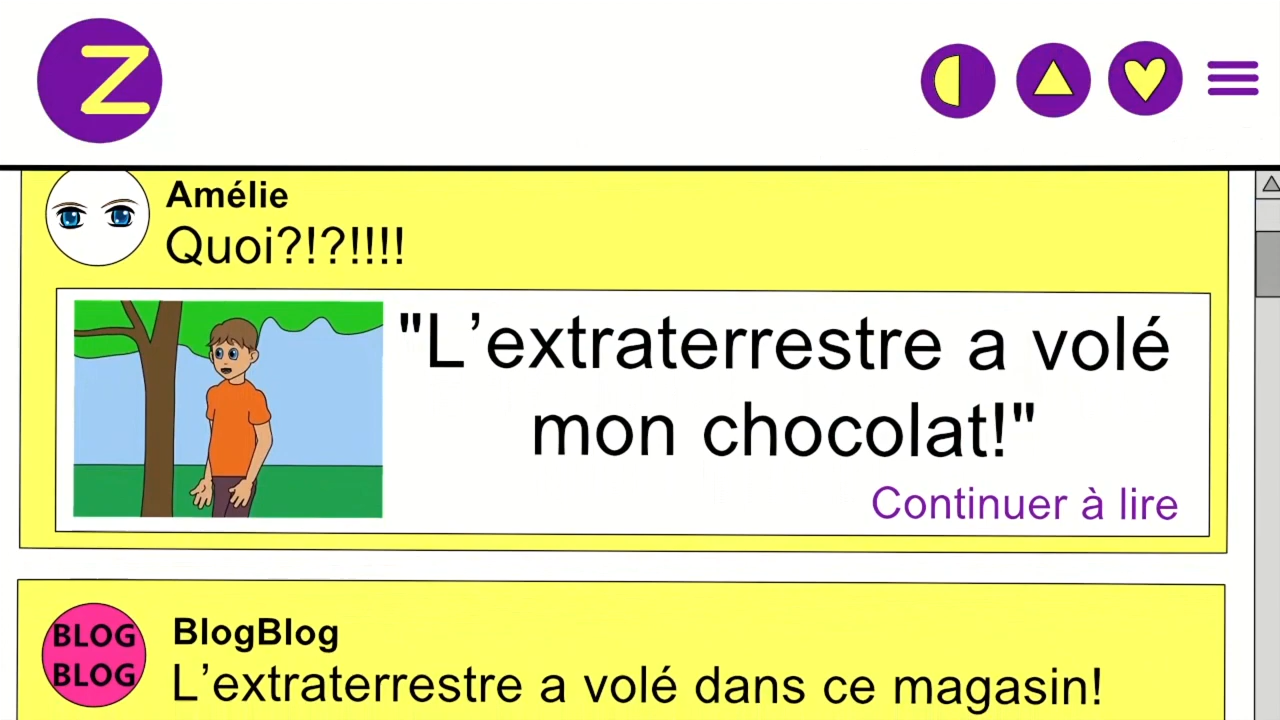 Z
Amélie
Quoi?!?!!!!
"L’extraterrestre a volé
mon chocolat!"
Continuer à lire
BLOG
BLOG
BlogBlog
L’extraterrestre a volé dans ce magasin!